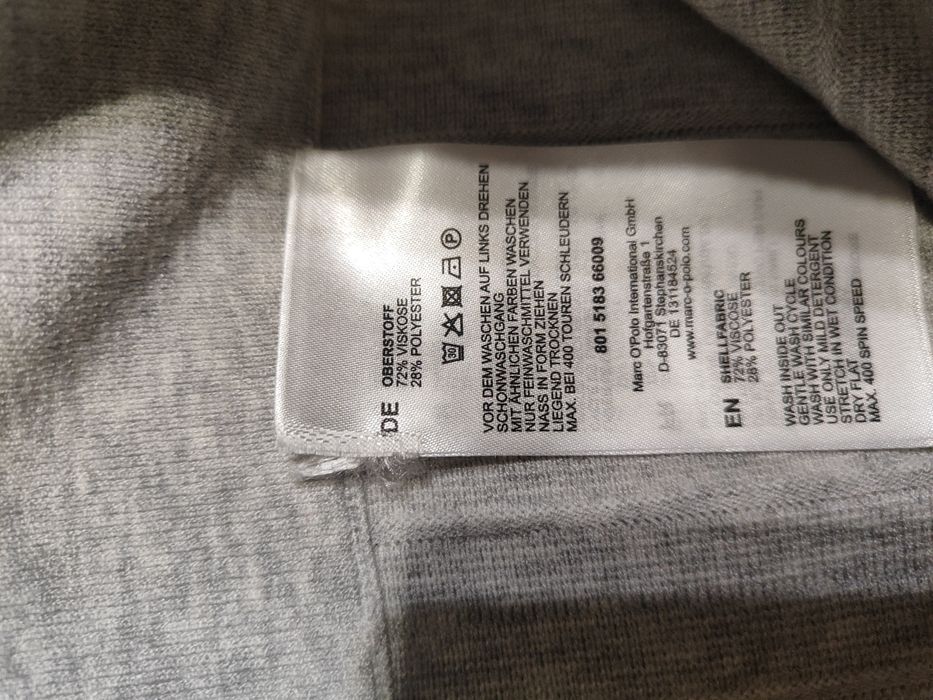 DE OBERSTOFF
72% VISKOSE
28% POLYESTER
30 P
VOR DEM WASCHEN AUF LINKS DREHEN
SCHONWASCHGANG
MIT ÄHNLICHEN FARBEN WASCHEN
NUR FEINWASCHMITTEL VERWENDEN
NASS IN FORM ZIEHEN
LIEGEND TROCKNEN
MAX. BEI 400 TOUREN SCHLEUDERN
801 5183 66009
Marc O'Polo International GmbH
Hofgartenstraße 1
D-83071 Stephanskirchen
DE 131184524
www.marc-o-polo.com
EN SHELLFABRIC
72% VISCOSE
28% POLYESTER
WASH INSIDE OUT
GENTLE WASH CYCLE
WASH WITH SIMILAR COLOURS
USE ONLY MILD DETERGENT
STRETCH IN WET CONDITION
DRY FLAT
MAX. 400 SPIN SPEED